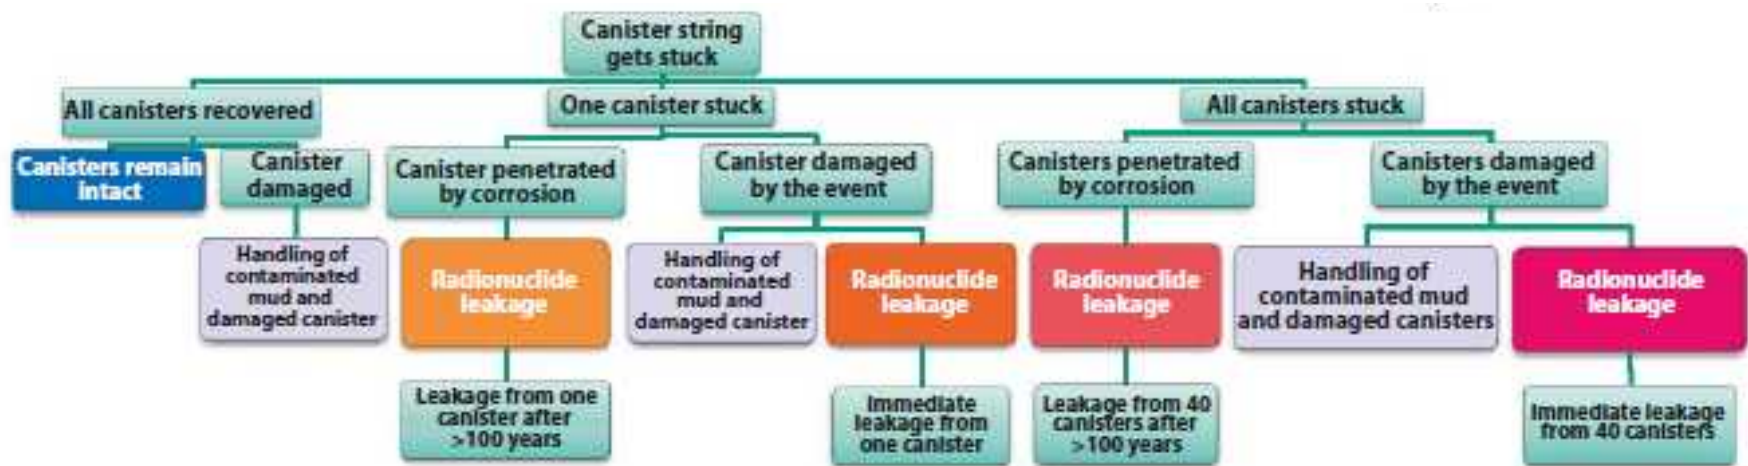 Canister string
gets stuck
All canisters recovered
One canister stuck
All canisters stuck
Canisters remain
intact
Canister
damaged
Canister penetrated
by corrosion
Canister damaged
by the event
Canisters penetrated
by corrosion
Canisters damaged
by the event
Handling of
contaminated
mud and
damaged canister
Radionuclide
leakage
Handling of
contaminated
mud and
damaged canister
Radionuclide
leakage
Radionuclide
leakage
Handling of
contaminated mud
and damaged canisters
Radionuclide
leakage
Leakage from one
canister after
>100 years
Immediate
leakage from
one canister
Leakage from 40
canisters after
>100 years
Immediate leakage
from 40 canisters